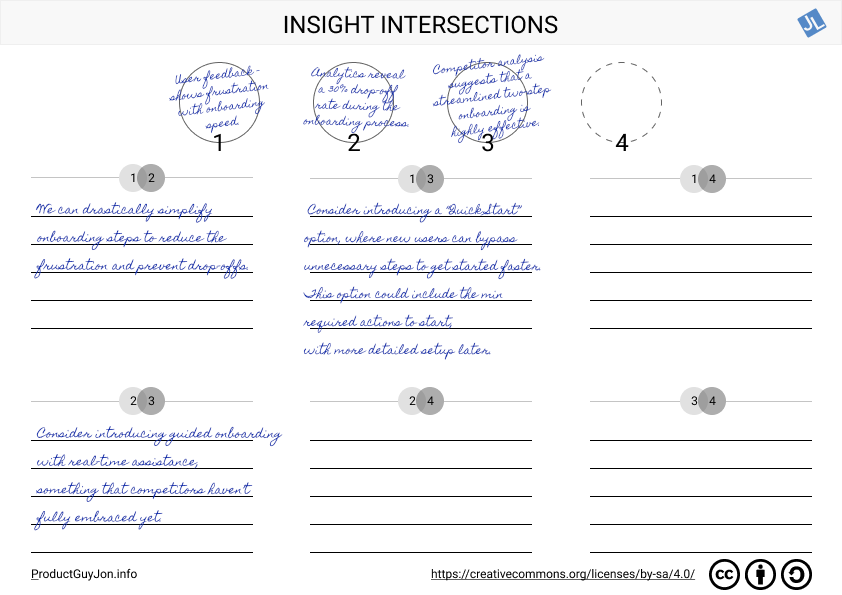 INSIGHT INTERSECTIONS
JL
User feedback-
shows frustration
with onboarding
speed.
1
Analytics reveal
a 30% drop-off
rate during the
onboarding process.
2
Competitor analysis
suggests that a
streamlined two-step
onboarding is
highly effective.
3
4
1 2
We can drastically simplify
onboarding steps to reduce the
frustration and prevent drop-offs.
1 3
Consider introducing a "QuickStart"
option, where new users can bypass
unnecessary steps to get started faster.
This option could include the min
required actions to start,
with more detailed setup later.
1 4
2 3
Consider introducing guided onboarding
with real-time assistance,
something that competitors haven't
fully embraced yet.
2 4
3 4
ProductGuyJon.info
https://creativecommons.org/licenses/by-sa/4.0/
cc